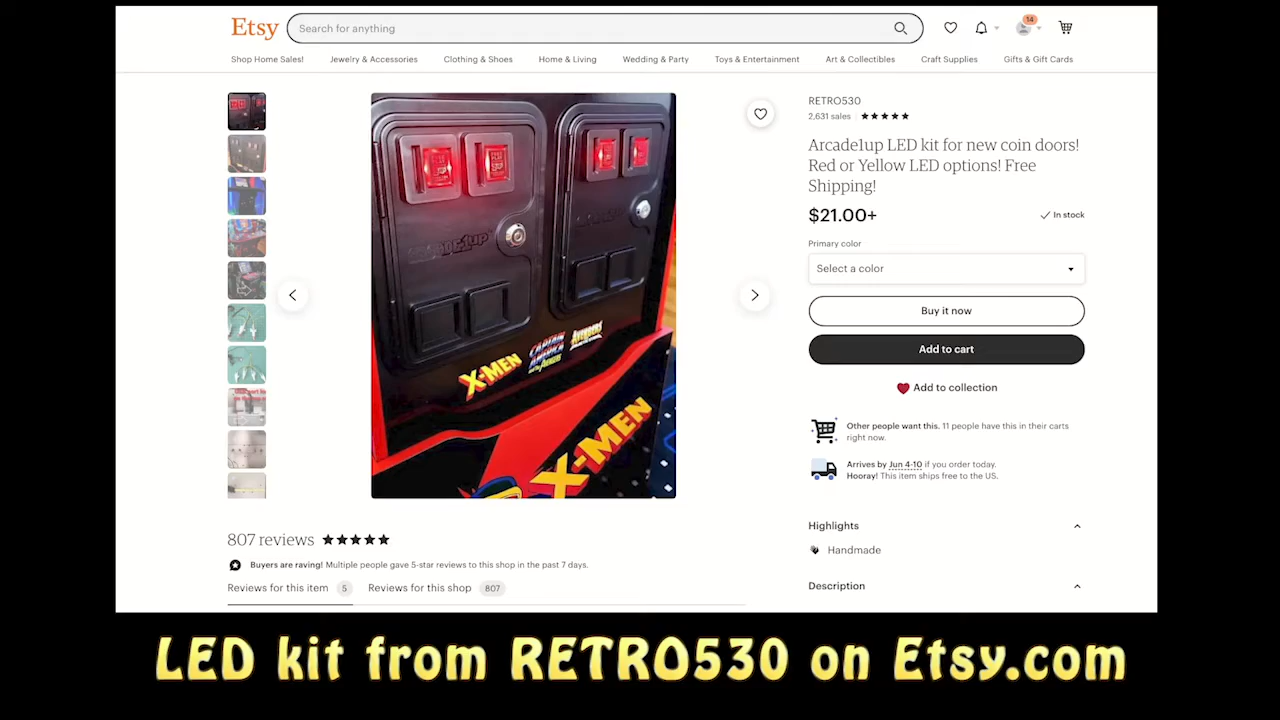 Etsy
Search for anything
14
Shop Home Sales!
Jewelry & Accessories
Clothing & Shoes
Home & Living
Wedding & Party
Toys & Entertainment
Art & Collectibles
Craft Supplies
Gifts & Gift Cards
RETRO530
2,631 sales
Arcade1up LED kit for new coin doors!
Red or Yellow LED options! Free
Shipping!
$21.00+
In stock
Primary color
Select a color
Buy it now
Add to cart
Add to collection
Other people want this. 11 people have this in their carts
right now.
Arrives by Jun 4-10 if you order today.
Hooray! This item ships free to the US.
Highlights
Handmade
Description
X-MEN
CAPTAIN
AMERICA
AVENGERS
X-MEN
807 reviews
Buyers are raving! Multiple people gave 5-star reviews to this shop in the past 7 days.
Reviews for this item 5
Reviews for this shop 807
LED kit from RETRO530 on Etsy.com